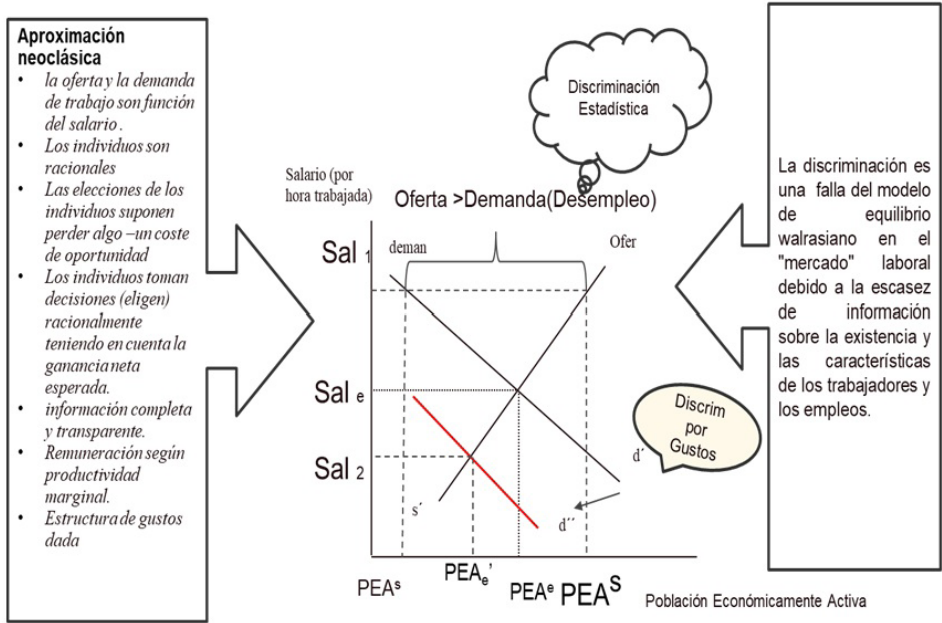 Aproximación
neoclásica
• la oferta y la demanda
de trabajo son función
del salario .
• Los individuos son
racionales
• Las elecciones de los
individuos suponen
perder algo –un coste
de oportunidad
• Los individuos toman
decisiones (eligen)
racionalmente
teniendo en cuenta la
ganancia neta
esperada.
• información completa
y transparente.
• Remuneración según
productividad
marginal.
• Estructura de gustos
dada
Discriminación
Estadística
Salario (por
hora trabajada)
Oferta >Demanda(Desempleo)
Sal 1
deman
Ofer
Sal e
Sal 2
Discrim
por
Gustos
d´
s´
d´´
PEAs
PEAe’
PEAe
PEAS
Población Económicamente Activa
La discriminación es
una falla del modelo
de equilibrio
walrasiano en el
"mercado" laboral
debido a la escasez
de información
sobre la existencia y
las características
de los trabajadores y
los empleos.